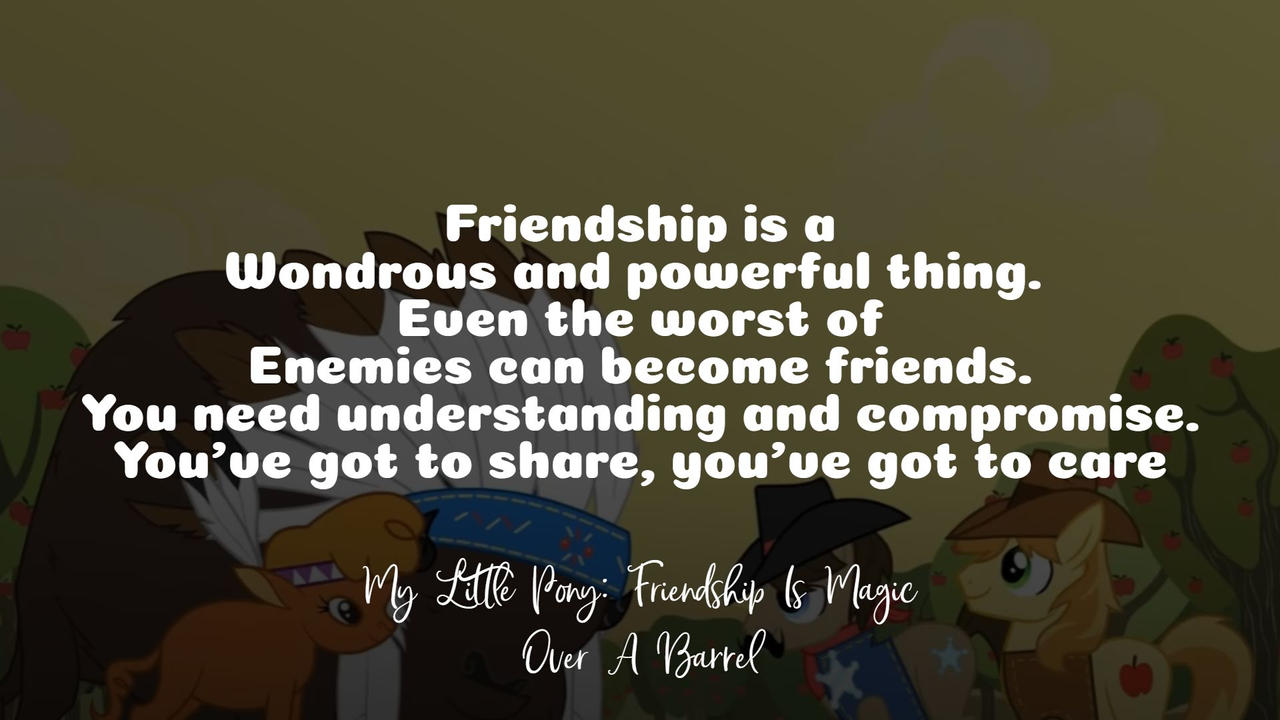 Friendship is a
Wondrous and powerful thing.
Even the worst of
Enemies can become friends.
You need understanding and compromise.
You’ve got to share, you’ve got to care
My Little Pony: Friendship Is Magic
Over A Barrel